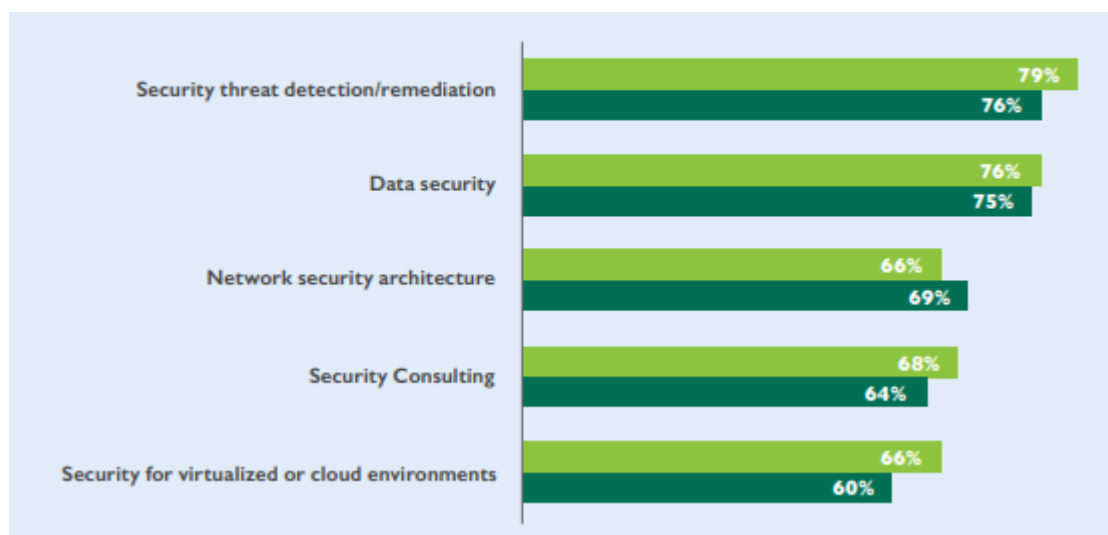 Security threat detection/remediation
79%
76%
Data security
76%
75%
Network security architecture
66%
69%
Security Consulting
68%
64%
Security for virtualized or cloud environments
66%
60%